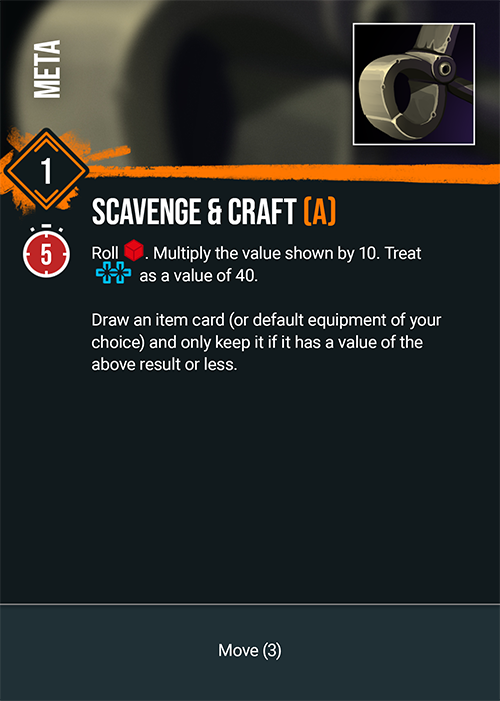 META
1
SCAVENGE & CRAFT (A)
5
Roll . Multiply the value shown by 10. Treat
as a value of 40.
Draw an item card (or default equipment of your
choice) and only keep it if it has a value of the
above result or less.
Move (3)